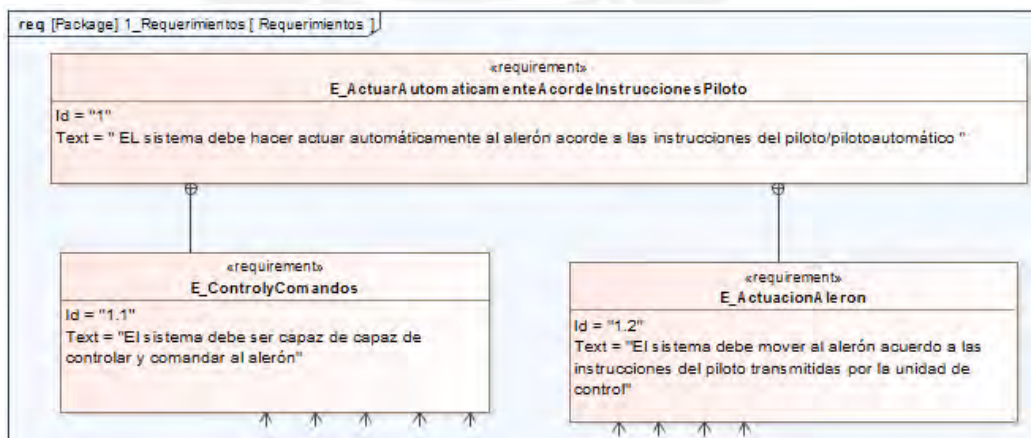 req [Package] 1_Requerimientos [ Requerimientos ]
«requirement»
E_ActuarAutomaticamenteAcordeInstruccionesPiloto
Id = "1"
Text = " EL sistema debe hacer actuar automáticamente al alerón acorde a las instrucciones del piloto/pilotoautomático "
«requirement»
E_ControlyComandos
Id = "1.1"
Text = "El sistema debe ser capaz de capaz de
controlar y comandar al alerón"
«requirement»
E_ActuacionAleron
Id = "1.2"
Text = "El sistema debe mover al alerón acuerdo a las
instrucciones del piloto transmitidas por la unidad de
control"